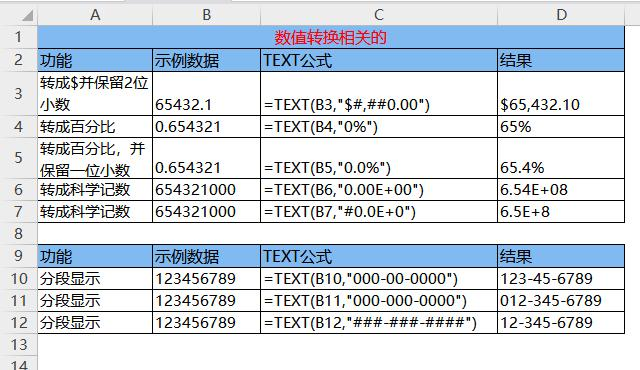 A B C D
1 数值转换相关的
2 功能 示例数据 TEXT公式 结果
3 转成$并保留2位
小数 65432.1 =TEXT(B3,"$#,##0.00") $65,432.10
4 转成百分比 0.654321 =TEXT(B4,"0%") 65%
5 转成百分比，并
保留一位小数 0.654321 =TEXT(B5,"0.0%") 65.4%
6 转成科学记数 654321000 =TEXT(B6,"0.00E+00") 6.54E+08
7 转成科学记数 654321000 =TEXT(B7,"#0.0E+0") 6.5E+8
8
9 功能 示例数据 TEXT公式 结果
10 分段显示 123456789 =TEXT(B10,"000-00-0000") 123-45-6789
11 分段显示 123456789 =TEXT(B11,"000-000-0000") 012-345-6789
12 分段显示 123456789 =TEXT(B12,"###-###-####") 12-345-6789
13
14